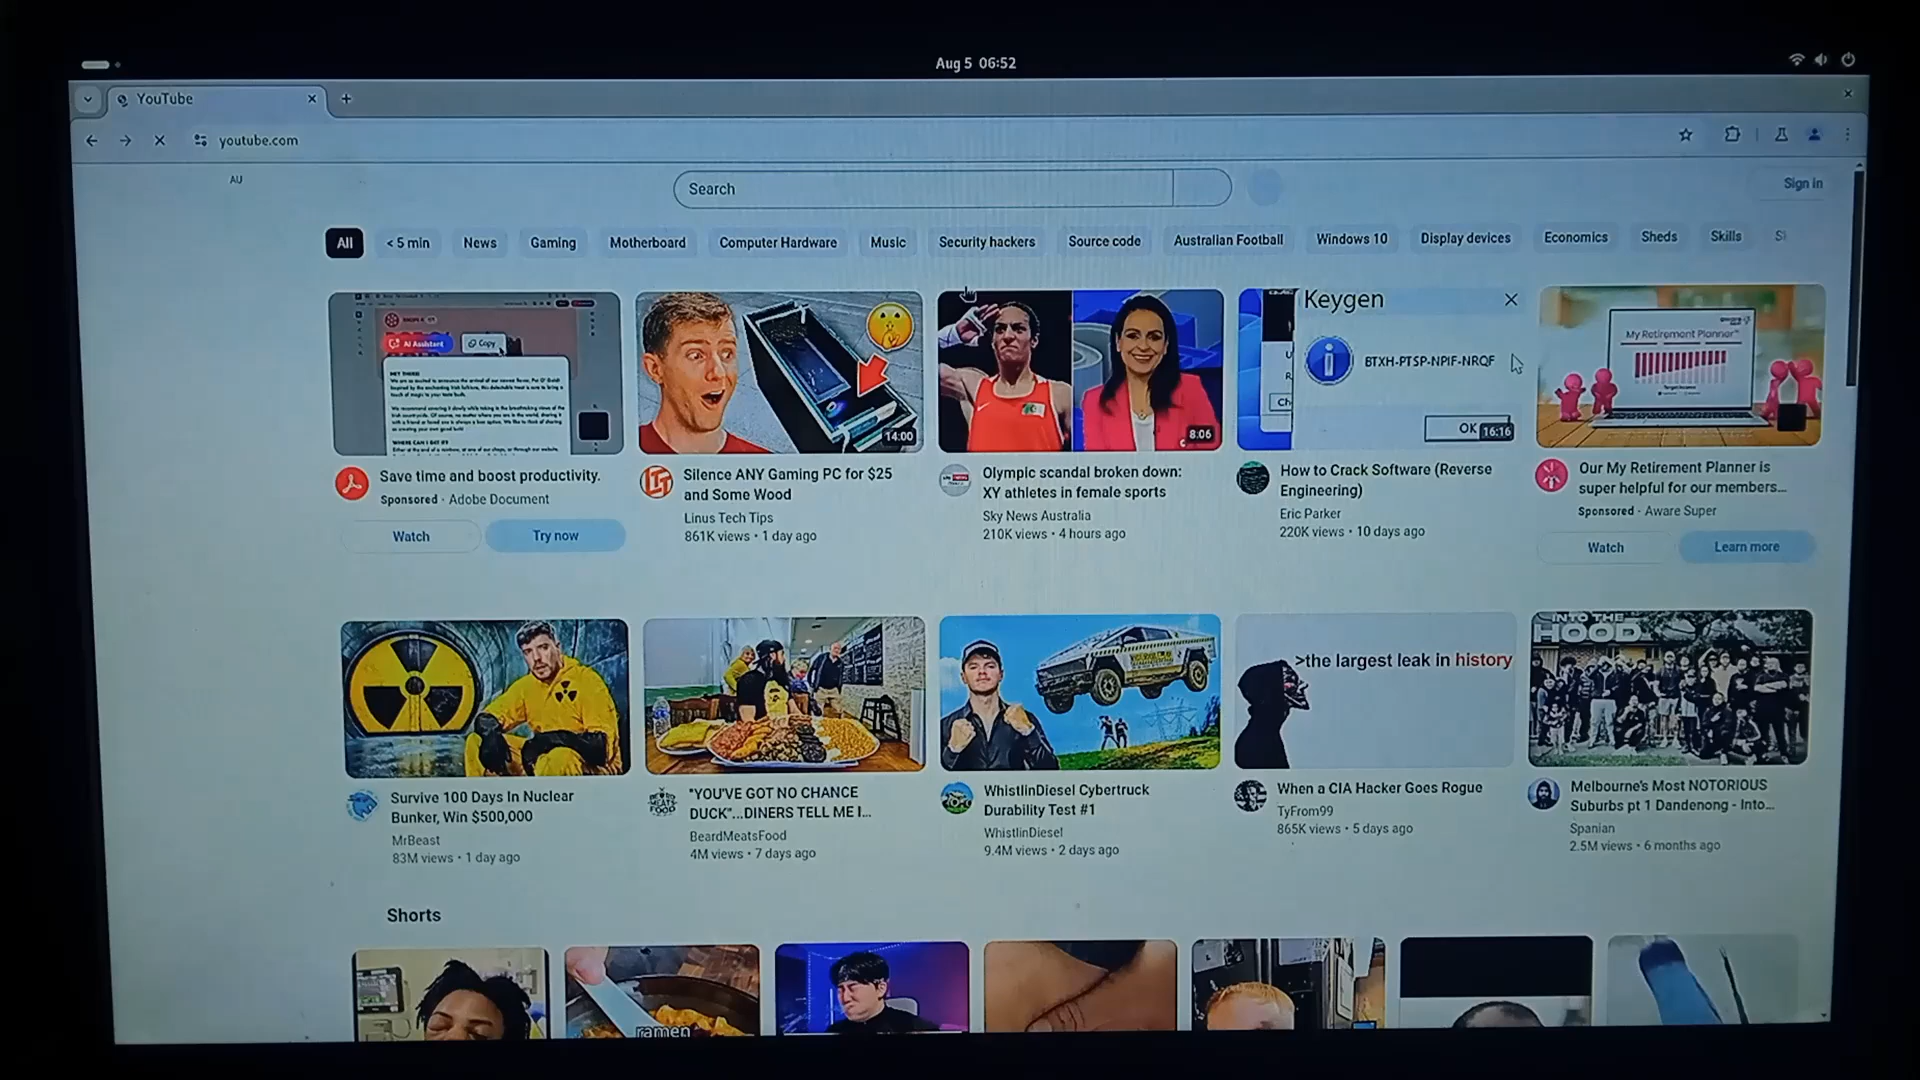 Aug 5 06:52
YouTube
youtube.com
AU
Search
Sign in
All
< 5 min
News
Gaming
Motherboard
Computer Hardware
Music
Security hackers
Source code
Australian Football
Windows 10
Display devices
Economics
Sheds
Skills
AI Assistant
Copy
HEY THERE!
WHERE CAN I GET IT?
14:00
8:06
Keygen
BTXH-PTSP-NPIF-NRQF
OK
16:16
My Retirement Planner
Save time and boost productivity.
Sponsored · Adobe Document
Watch
Try now
Silence ANY Gaming PC for $25
and Some Wood
Linus Tech Tips
861K views • 1 day ago
Olympic scandal broken down:
XY athletes in female sports
Sky News Australia
210K views • 4 hours ago
How to Crack Software (Reverse
Engineering)
Eric Parker
220K views • 10 days ago
Our My Retirement Planner is
super helpful for our members...
Sponsored · Aware Super
Watch
Learn more
>the largest leak in history
INTO THE
HOOD
Survive 100 Days In Nuclear
Bunker, Win $500,000
MrBeast
83M views • 1 day ago
"YOU'VE GOT NO CHANCE
DUCK"...DINERS TELL ME I...
BeardMeatsFood
4M views • 7 days ago
WhistlinDiesel Cybertruck
Durability Test #1
WhistlinDiesel
9.4M views • 2 days ago
When a CIA Hacker Goes Rogue
TyFrom99
865K views • 5 days ago
Melbourne's Most NOTORIOUS
Suburbs pt 1 Dandenong - Into...
Spanian
2.5M views • 6 months ago
Shorts
ramen